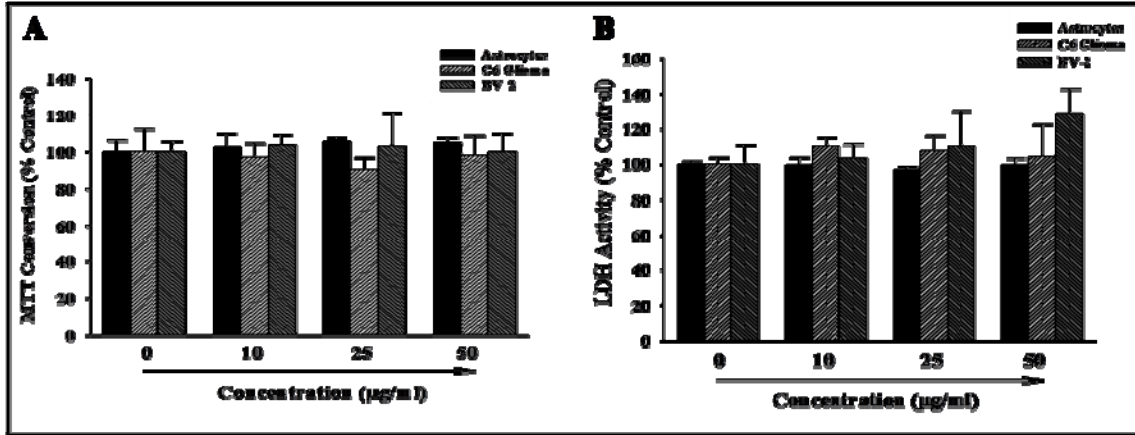 A
Astrocytes
C6 Glioma
BV-2
MTT Conversion (% Control)
140
120
100
80
60
40
20
0
0 10 25 50
Concentration (µg/ml)
B
Astrocytes
C6 Glioma
BV-2
LDH Activity (% Control)
140
120
100
80
60
40
20
0
0 10 25 50
Concentration (µg/ml)